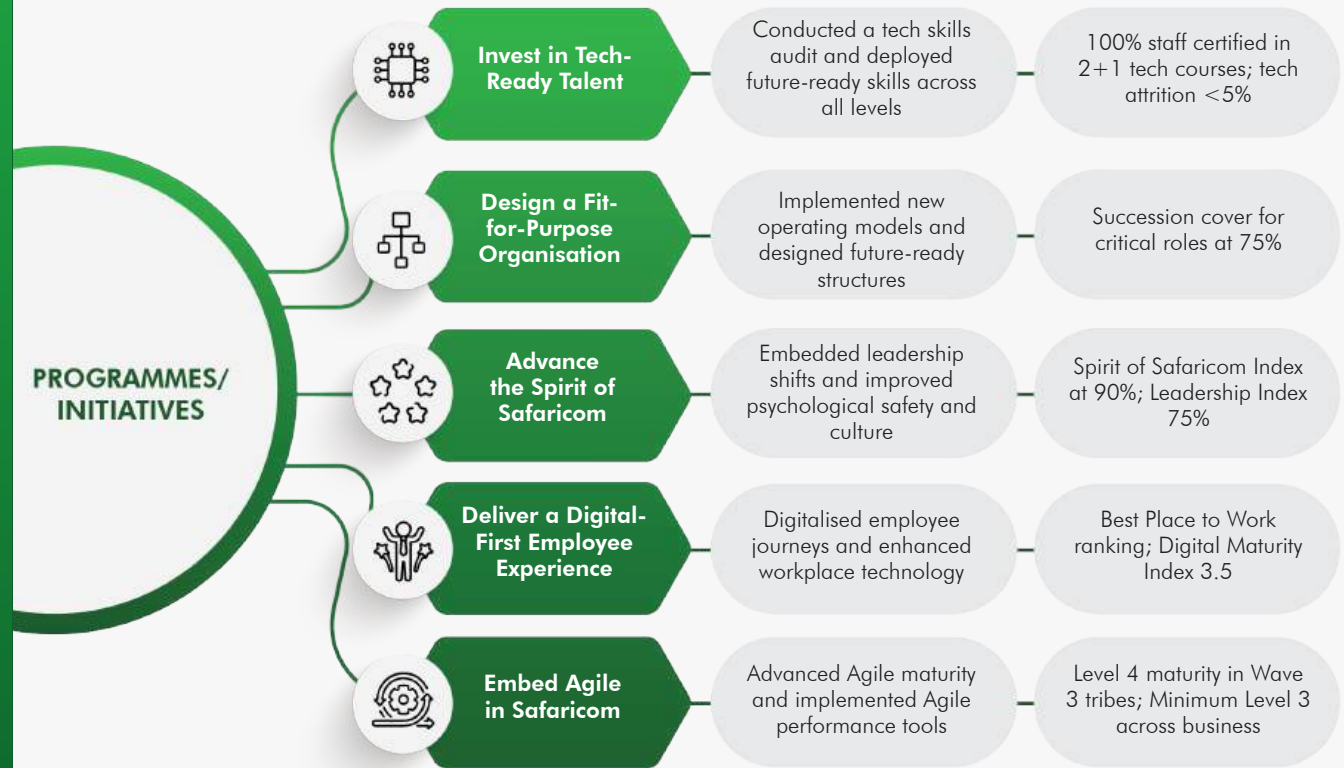 PROGRAMMES/
INITIATIVES
Invest in Tech-
Ready Talent
Conducted a tech skills
audit and deployed
future-ready skills across
all levels
100% staff certified in
2+1 tech courses; tech
attrition <5%
Design a Fit-
for-Purpose
Organisation
Implemented new
operating models and
designed future-ready
structures
Succession cover for
critical roles at 75%
Advance
the Spirit of
Safaricom
Embedded leadership
shifts and improved
psychological safety and
culture
Spirit of Safaricom Index
at 90%; Leadership Index
75%
Deliver a Digital-
First Employee
Experience
Digitalised employee
journeys and enhanced
workplace technology
Best Place to Work
ranking; Digital Maturity
Index 3.5
Embed Agile
in Safaricom
Advanced Agile maturity
and implemented Agile
performance tools
Level 4 maturity in Wave
3 tribes; Minimum Level 3
across business